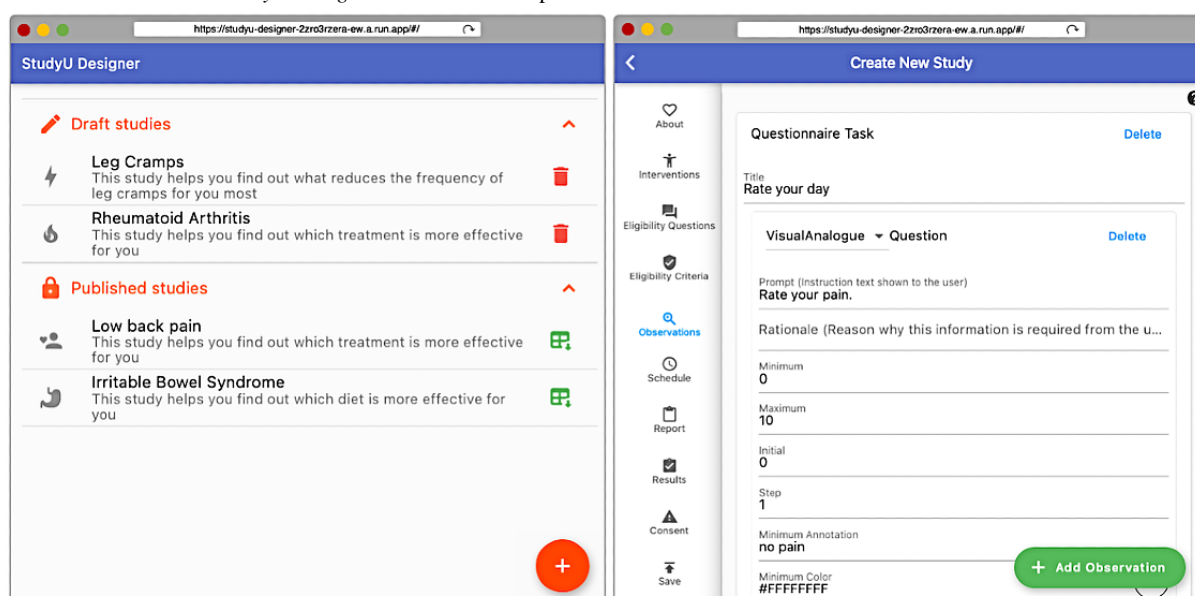 https://studyu-designer-2zro3rzera-ew.a.run.app/#/
StudyU Designer
Draft studies
Leg Cramps
This study helps you find out what reduces the frequency of
leg cramps for you most
Rheumatoid Arthritis
This study helps you find out which treatment is more effective
for you
Published studies
Low back pain
This study helps you find out which treatment is more effective
for you
Irritable Bowel Syndrome
This study helps you find out which diet is more effective for
you
+
https://studyu-designer-2zro3rzera-ew.a.run.app/#/
Create New Study
About
Interventions
Eligibility Questions
Eligibility Criteria
Observations
Schedule
Report
Results
Consent
Save
Questionnaire Task Delete
Title
Rate your day
VisualAnalogue Question Delete
Prompt (Instruction text shown to the user)
Rate your pain.
Rationale (Reason why this information is required from the u...
Minimum
0
Maximum
10
Initial
0
Step
1
Minimum Annotation
no pain
Minimum Color
#FFFFFFFF
+ Add Observation